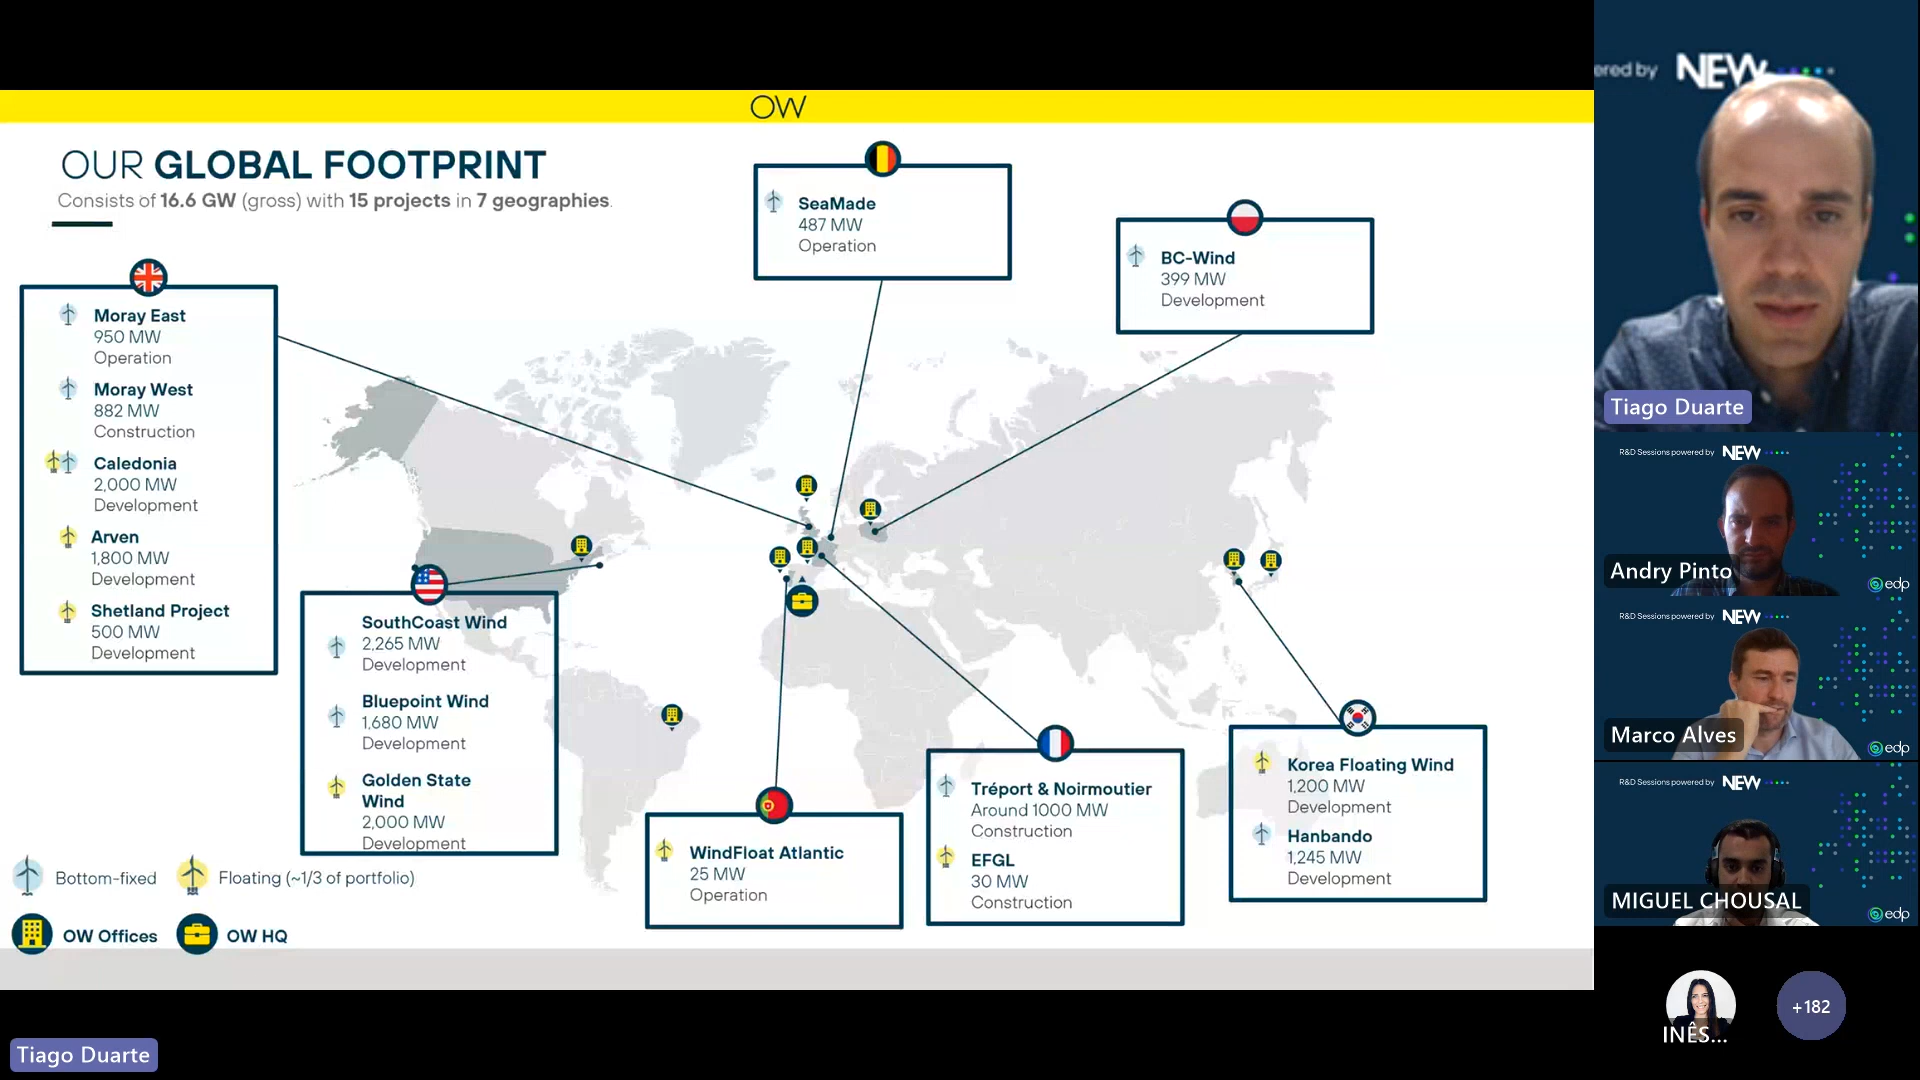 OW
OUR GLOBAL FOOTPRINT
Consists of 16.6 GW (gross) with 15 projects in 7 geographies.
Moray East
950 MW
Operation
Moray West
882 MW
Construction
Caledonia
2,000 MW
Development
Arven
1,800 MW
Development
Shetland Project
500 MW
Development
SouthCoast Wind
2,265 MW
Development
Bluepoint Wind
1,680 MW
Development
Golden State
Wind
2,000 MW
Development
SeaMade
487 MW
Operation
BC-Wind
399 MW
Development
WindFloat Atlantic
25 MW
Operation
Tréport & Noirmoutier
Around 1000 MW
Construction
EFGL
30 MW
Construction
Korea Floating Wind
1,200 MW
Development
Hanbando
1,245 MW
Development
Bottom-fixed
Floating (~1/3 of portfolio)
OW Offices
OW HQ
Tiago Duarte
ered by NEW
Tiago Duarte
R&D Sessions powered by NEW
Andry Pinto
edp
R&D Sessions powered by NEW
Marco Alves
edp
R&D Sessions powered by NEW
MIGUEL CHOUSAL
edp
INÊS...
+182